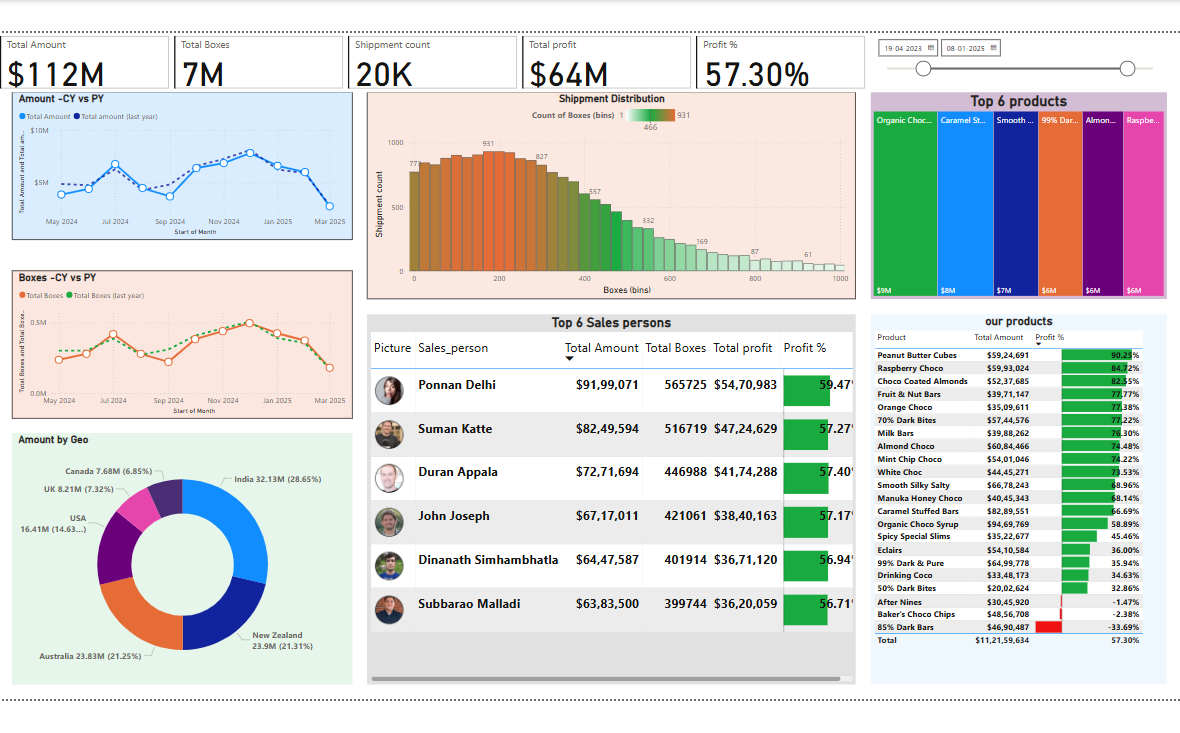 Total Amount
$112M
Total Boxes
7M
Shippment count
20K
Total profit
$64M
Profit %
57.30%
19-04-2023
08-01-2025
Amount -CY vs PY
Total Amount Total amount (last year)
Total Amount and Total am...
$10M
$5M
May 2024 Jul 2024 Sep 2024 Nov 2024 Jan 2025 Mar 2025
Start of Month
Boxes -CY vs PY
Total Boxes Total Boxes (last year)
Total Boxes and Total Boxe...
0.5M
0.0M
May 2024 Jul 2024 Sep 2024 Nov 2024 Jan 2025 Mar 2025
Start of Month
Amount by Geo
Canada 7.68M (6.85%)
India 32.13M (28.65%)
UK 8.21M (7.32%)
USA
16.41M (14.63...)
New Zealand
23.9M (21.31%)
Australia 23.83M (21.25%)
Shippment Distribution
Count of Boxes (bins) 1 931
466
Shippment count
1000
500
0
773
931
827
557
332
169
87
61
0 200 400 600 800 1000
Boxes (bins)
Top 6 Sales persons
Picture Sales_person Total Amount Total Boxes Total profit Profit %
Ponnan Delhi $91,99,071 565725 $54,70,983 59.47
Suman Katte $82,49,594 516719 $47,24,629 57.27
Duran Appala $72,71,694 446988 $41,74,288 57.40
John Joseph $67,17,011 421061 $38,40,163 57.17
Dinanath Simhambhatla $64,47,587 401914 $36,71,120 56.94
Subbarao Malladi $63,83,500 399744 $36,20,059 56.71
Top 6 products
Organic Choc... Caramel St... Smooth ... 99% Dar... Almon... Raspbe...
$9M $8M $7M $6M $6M $6M
our products
Product Total Amount Profit %
Peanut Butter Cubes $59,24,691 90.25%
Raspberry Choco $59,93,024 84.72%
Choco Coated Almonds $52,37,685 82.55%
Fruit & Nut Bars $39,71,147 77.77%
Orange Choco $35,09,611 77.38%
70% Dark Bites $57,44,576 77.22%
Milk Bars $39,88,262 76.30%
Almond Choco $60,84,466 74.48%
Mint Chip Choco $54,01,046 74.22%
White Choc $44,45,271 73.53%
Smooth Silky Salty $66,78,243 68.96%
Manuka Honey Choco $40,45,343 68.14%
Caramel Stuffed Bars $82,89,551 66.69%
Organic Choco Syrup $94,69,769 58.89%
Spicy Special Slims $35,22,677 45.46%
Eclairs $54,10,584 36.00%
99% Dark & Pure $64,99,778 35.94%
Drinking Coco $33,48,173 34.63%
50% Dark Bites $20,02,624 32.86%
After Nines $30,45,920 -1.47%
Baker's Choco Chips $48,56,708 -2.38%
85% Dark Bars $46,90,487 -33.69%
Total $11,21,59,634 57.30%